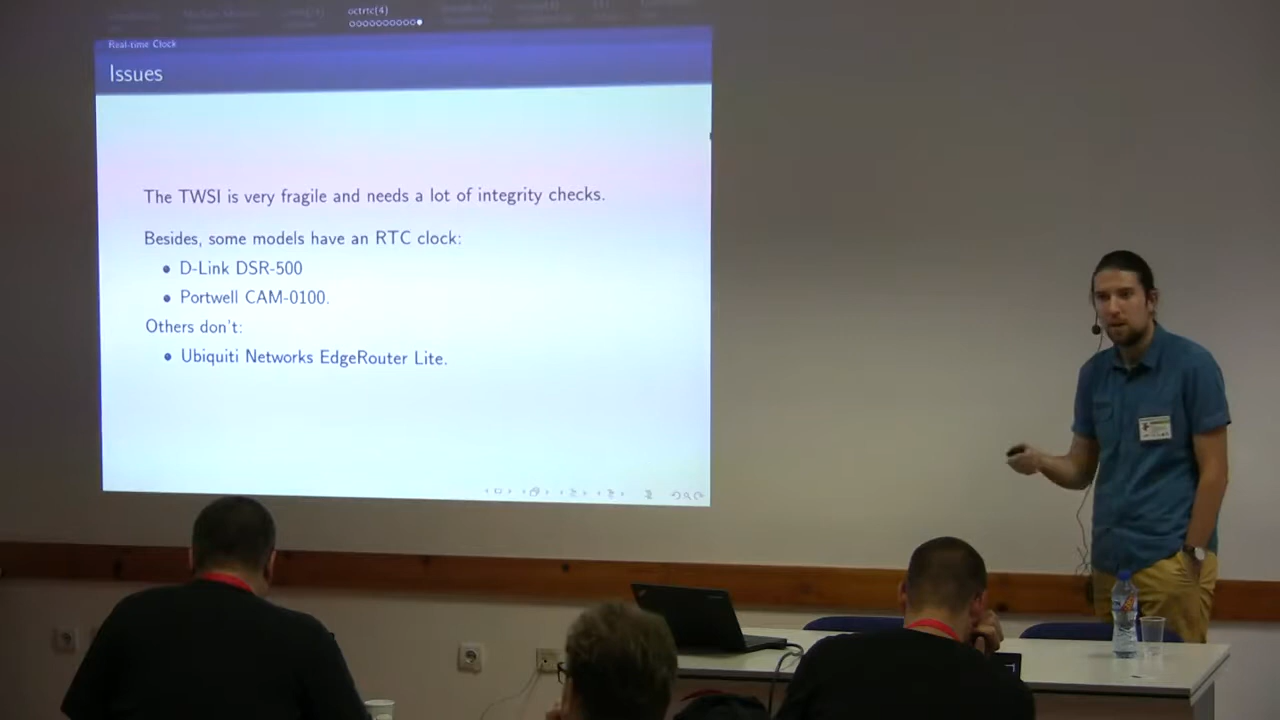 octrtc(4)
Real-time Clock
Issues
The TWSI is very fragile and needs a lot of integrity checks.
Besides, some models have an RTC clock:
D-Link DSR-500
Portwell CAM-0100.
Others don't:
Ubiquiti Networks EdgeRouter Lite.